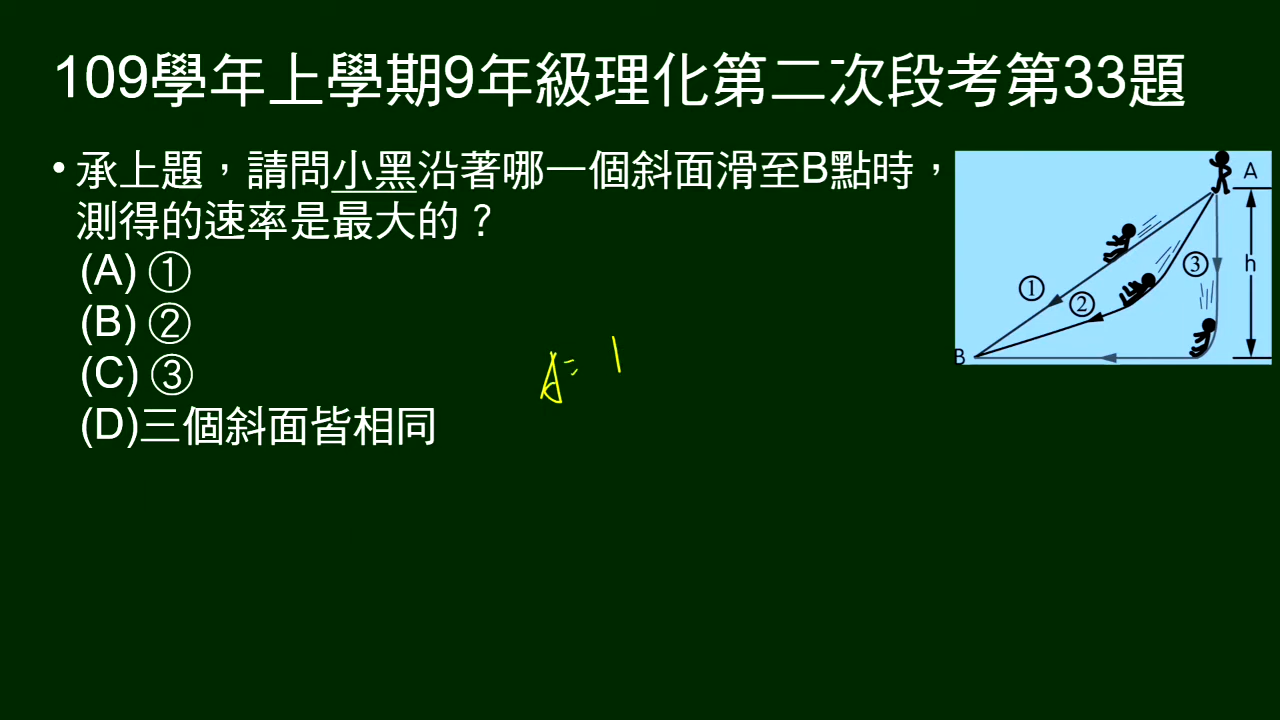 109學年上學期9年級理化第二次段考第33題
• 承上題，請問小黑沿著哪一個斜面滑至B點時，
測得的速率是最大的？
(A) ①
(B) ②
(C) ③
(D)三個斜面皆相同
A
h
①
②
③
B